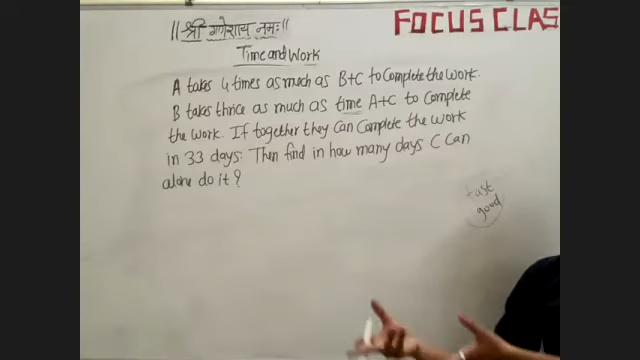 ||श्री गणेशाय नमः||
FOCUS CLAS
Time and Work
A takes 4 times as much as B+C to Complete the work.
B takes thrice as much as time A+C to Complete
the work. If together they Can Complete the work
in 33 days. Then find in how many days C Can
alone do it?
good